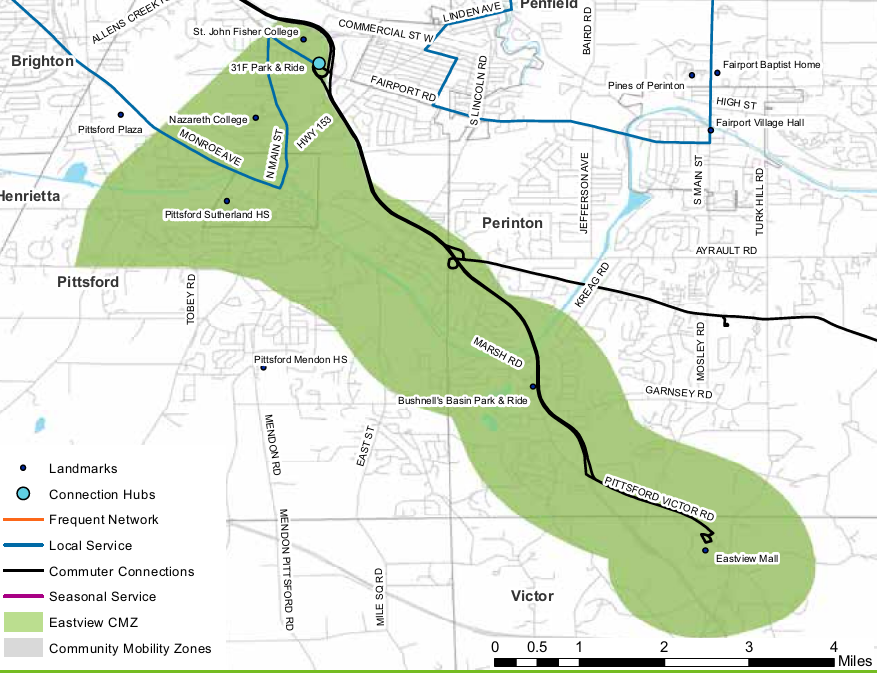 ALLENS CREEK
St. John Fisher College
COMMERCIAL ST W
LINDEN AVE
Penfield
BAIRD RD
Brighton
31F Park & Ride
FAIRPORT RD
S LINCOLN RD
Pines of Perinton
Fairport Baptist Home
HIGH ST
Fairport Village Hall
Pittsford Plaza
Nazareth College
MONROE AVE
N MAIN ST
HWY 153
JEFFERSON AVE
S MAIN ST
TURK HILL RD
Henrietta
Pittsford Sutherland HS
Perinton
AYRAULT RD
Pittsford
TOBEY RD
KREAG RD
MARSH RD
MOSLEY RD
Pittsford Mendon HS
GARNSEY RD
Bushnell's Basin Park & Ride
MENDON RD
EAST ST
PITTSFORD VICTOR RD
MENDON PITTSFORD RD
MILE SQ RD
Eastview Mall
Victor
Landmarks
Connection Hubs
Frequent Network
Local Service
Commuter Connections
Seasonal Service
Eastview CMZ
Community Mobility Zones
0 0.5 1 2 3 4
Miles